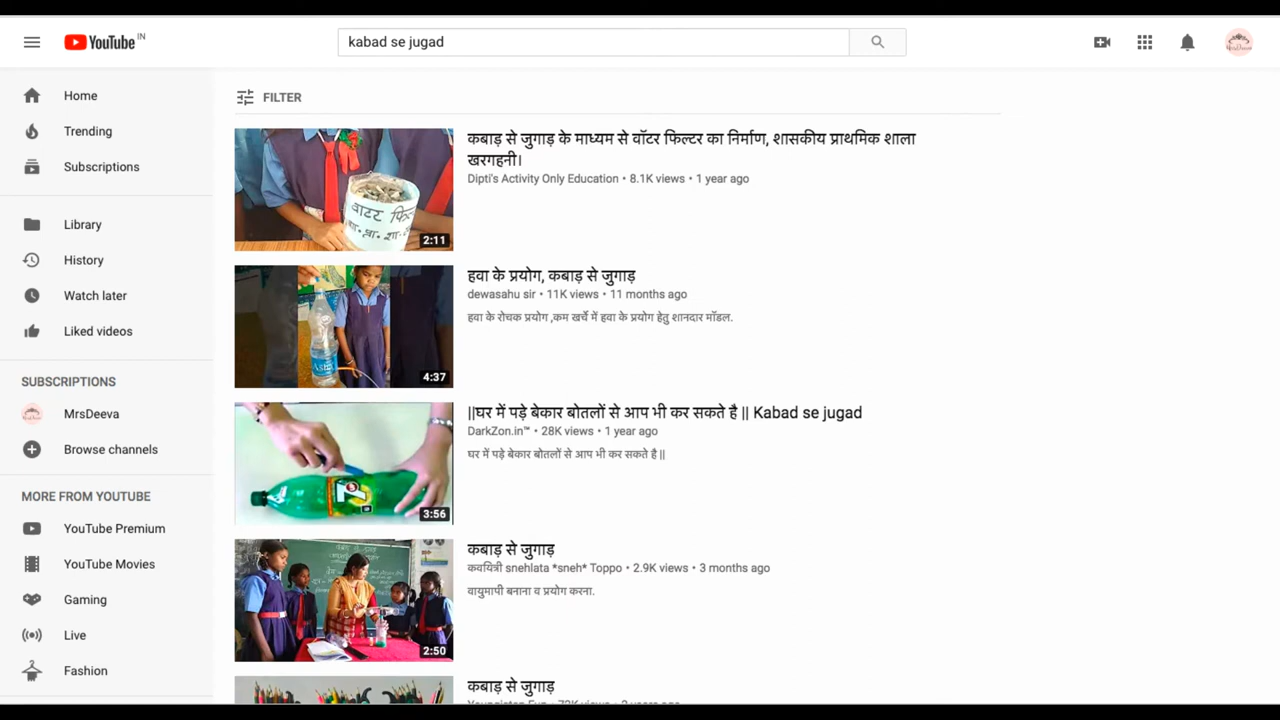 YouTube IN
kabad se jugad
Home
Trending
Subscriptions
Library
History
Watch later
Liked videos
SUBSCRIPTIONS
MrsDeeva
Browse channels
MORE FROM YOUTUBE
YouTube Premium
YouTube Movies
Gaming
Live
Fashion
FILTER
वाटर फिल्टर
2:11
कबाड़ से जुगाड़ के माध्यम से वॉटर फिल्टर का निर्माण, शासकीय प्राथमिक शाला
खरगहनी।
Dipti's Activity Only Education • 8.1K views • 1 year ago
4:37
हवा के प्रयोग, कबाड़ से जुगाड़
dewasahu sir • 11K views • 11 months ago
हवा के रोचक प्रयोग ,कम खर्चे में हवा के प्रयोग हेतु शानदार मॉडल.
7
3:56
||घर में पड़े बेकार बोतलों से आप भी कर सकते है || Kabad se jugad
DarkZon.in™ • 28K views • 1 year ago
घर में पड़े बेकार बोतलों से आप भी कर सकते है ||
2:50
कबाड़ से जुगाड़
कवयित्री snehlata *sneh* Toppo • 2.9K views • 3 months ago
वायुमापी बनाना व प्रयोग करना.
कबाड़ से जुगाड़